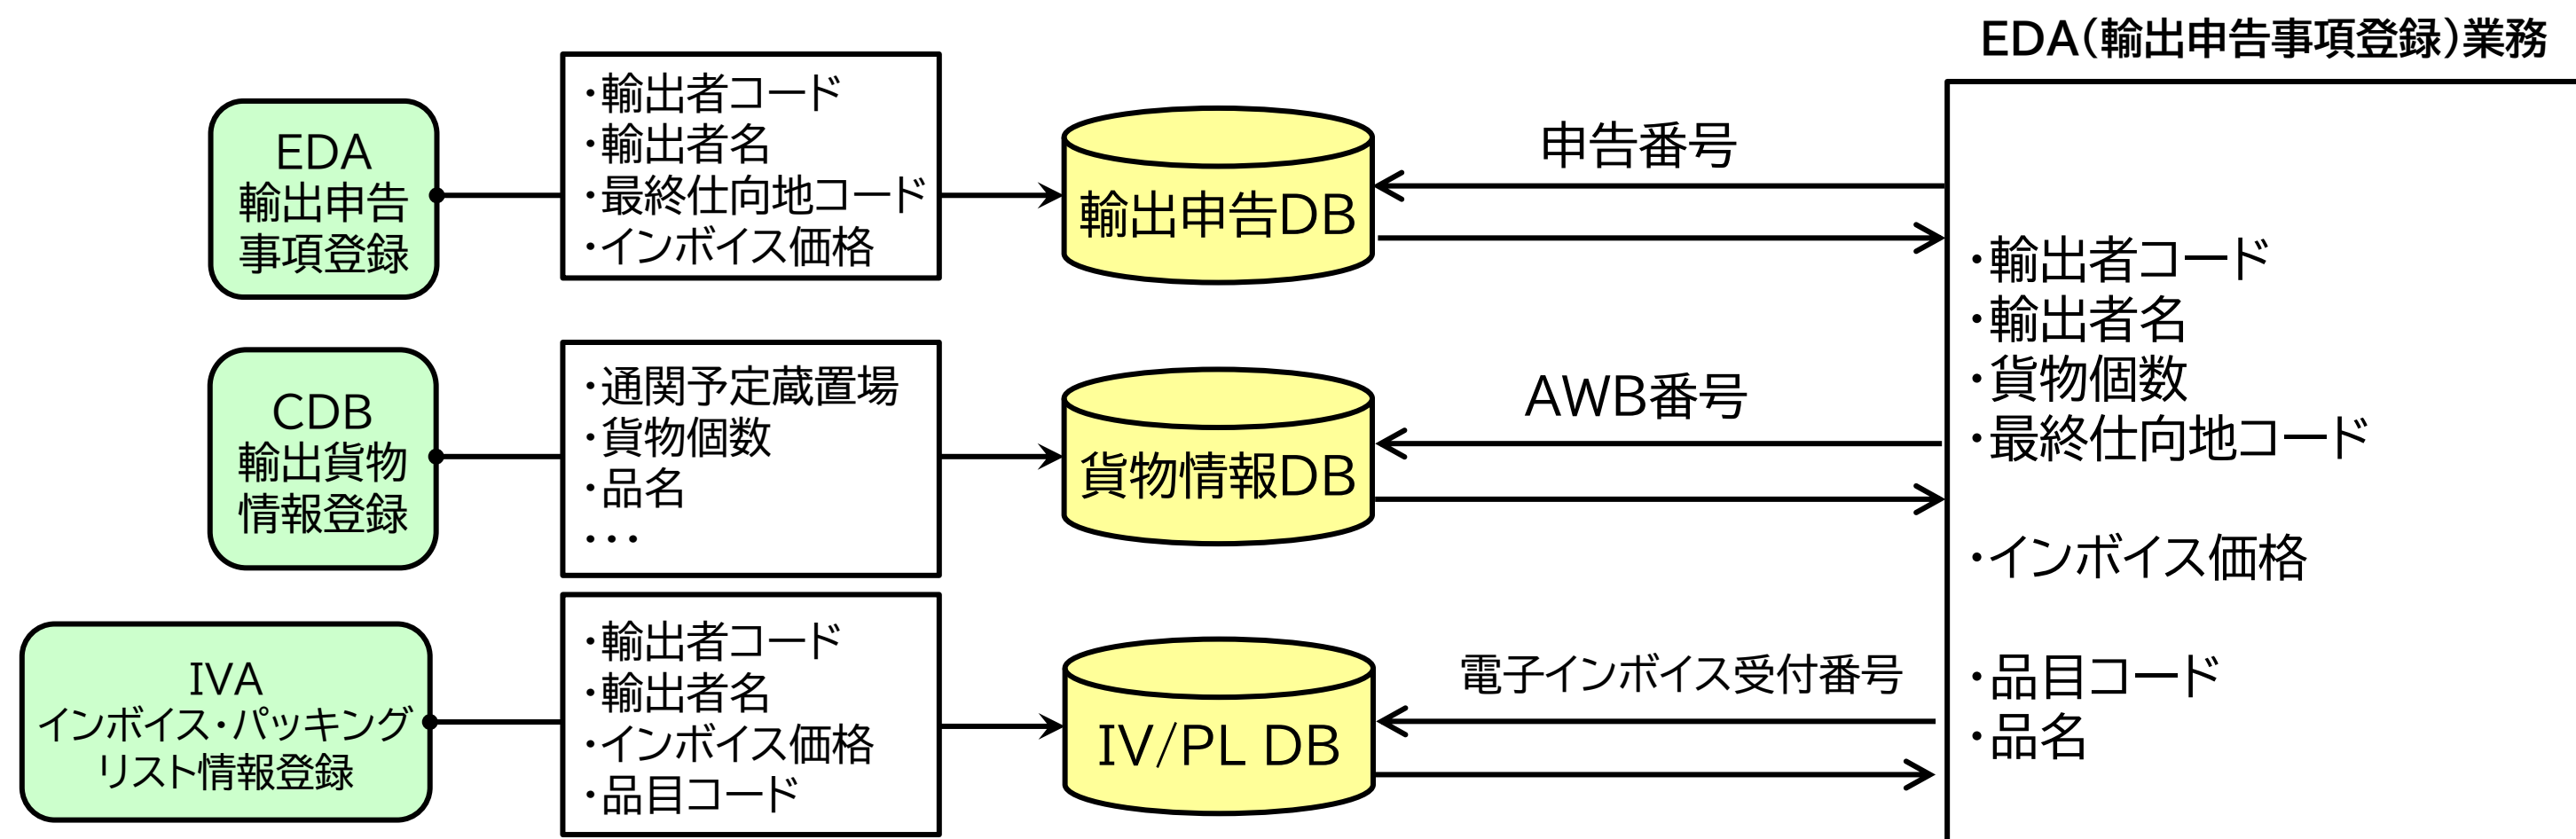 EDA(輸出申告事項登録)業務
EDA
輸出申告
事項登録
・輸出者コード
・輸出者名
・最終仕向地コード
・インボイス価格
輸出申告DB
申告番号
CDB
輸出貨物
情報登録
・通関予定蔵置場
・貨物個数
・品名
・・・
貨物情報DB
AWB番号
IVA
インボイス・パッキング
リスト情報登録
・輸出者コード
・輸出者名
・インボイス価格
・品目コード
IV/PL DB
電子インボイス受付番号
・輸出者コード
・輸出者名
・貨物個数
・最終仕向地コード
・インボイス価格
・品目コード
・品名